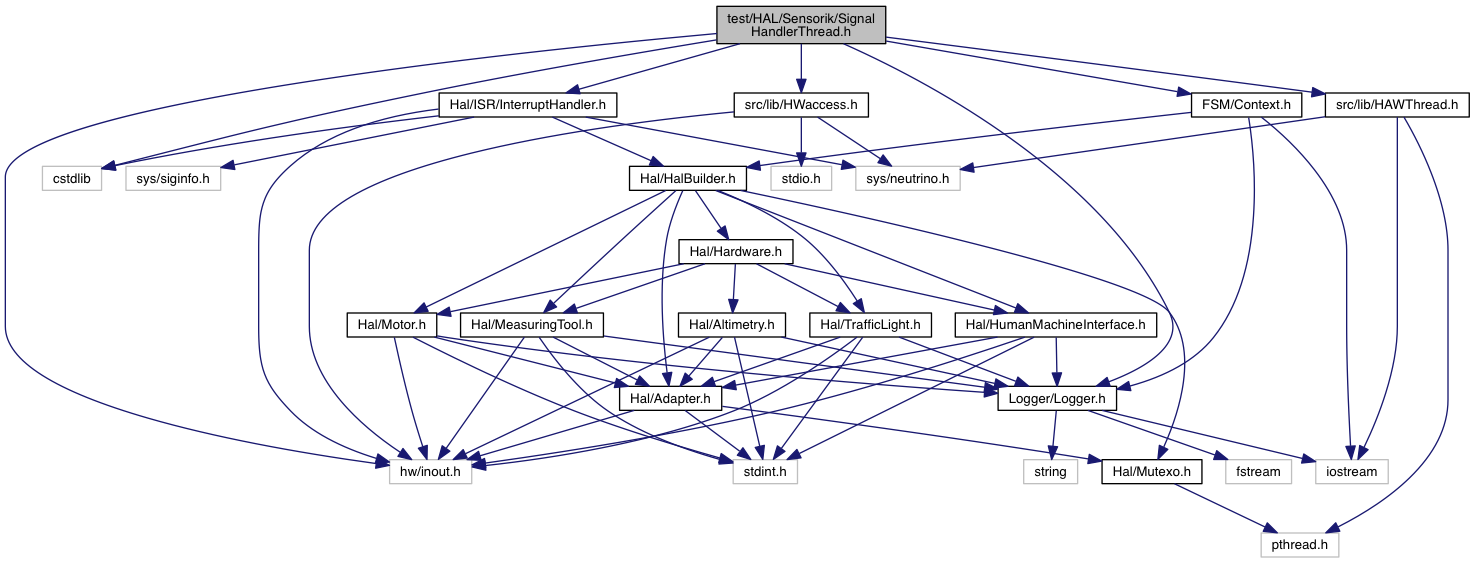 test/HAL/Sensorik/Signal
HandlerThread.h
Hal/ISR/InterruptHandler.h
src/lib/HWaccess.h
FSM/Context.h
src/lib/HAWThread.h
cstdlib
sys/siginfo.h
Hal/HalBuilder.h
stdio.h
sys/neutrino.h
Hal/Hardware.h
Hal/Motor.h
Hal/MeasuringTool.h
Hal/Altimetry.h
Hal/TrafficLight.h
Hal/HumanMachineInterface.h
Hal/Adapter.h
Logger/Logger.h
hw/inout.h
stdint.h
string
Hal/Mutexo.h
fstream
iostream
pthread.h